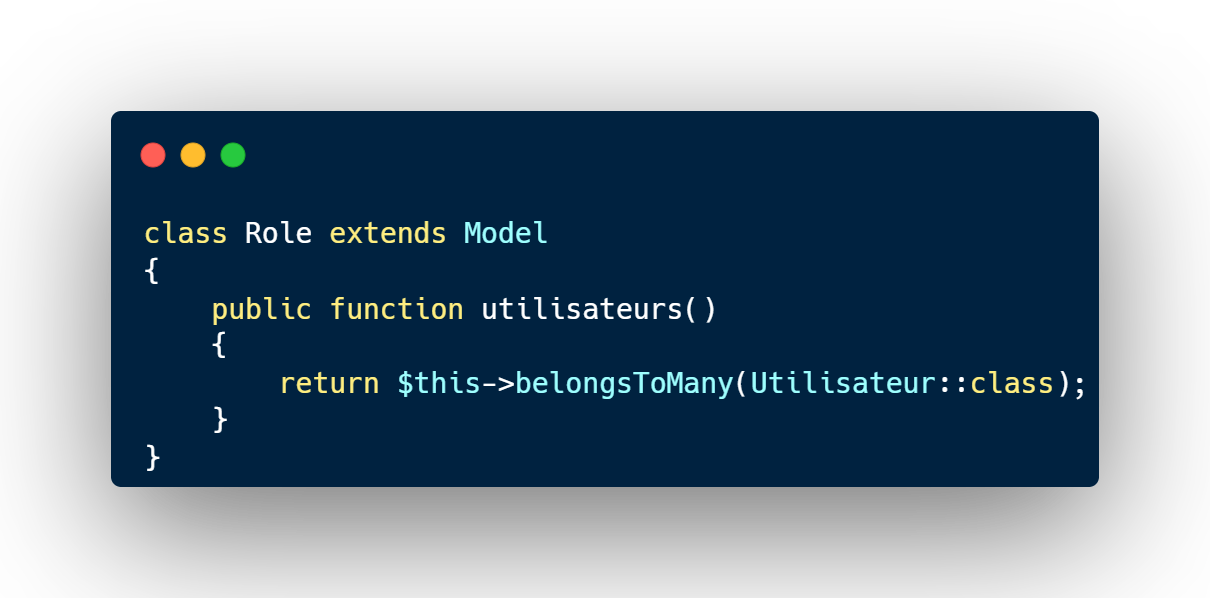 class Role extends Model
{
    public function utilisateurs()
    {
        return $this->belongsToMany(Utilisateur::class);
    }
}